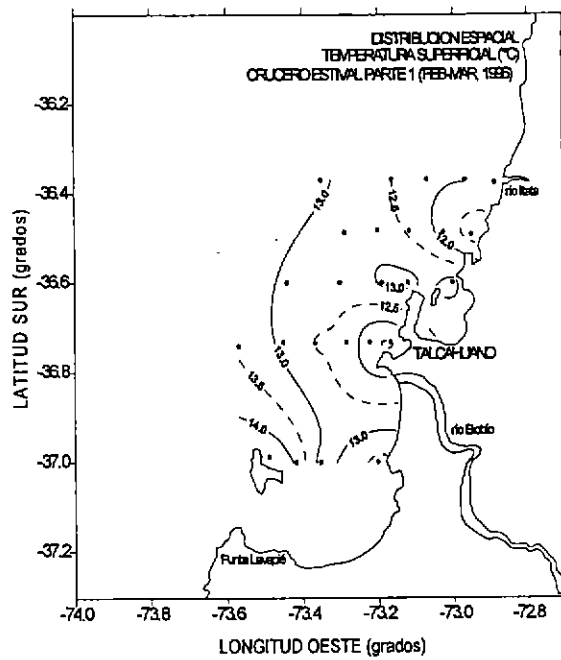 DISTRIBUCION ESPACIAL
TEMPERATURA SUPERFICIAL (°C)
CRUCERO ESTIVAL PARTE 1 (FEB-MAR, 1996)
-36.2
-36.4
-36.6
-36.8
-37.0
-37.2
LATITUD SUR (grados)
13.0
12.5
12.0
río Itata
13.0
12.5
TALCAHUANO
13.0
13.5
14.0
13.0
río Biobío
Punta Lavapié
-74.0
-73.8
-73.6
-73.4
-73.2
-73.0
-72.8
LONGITUD OESTE (grados)